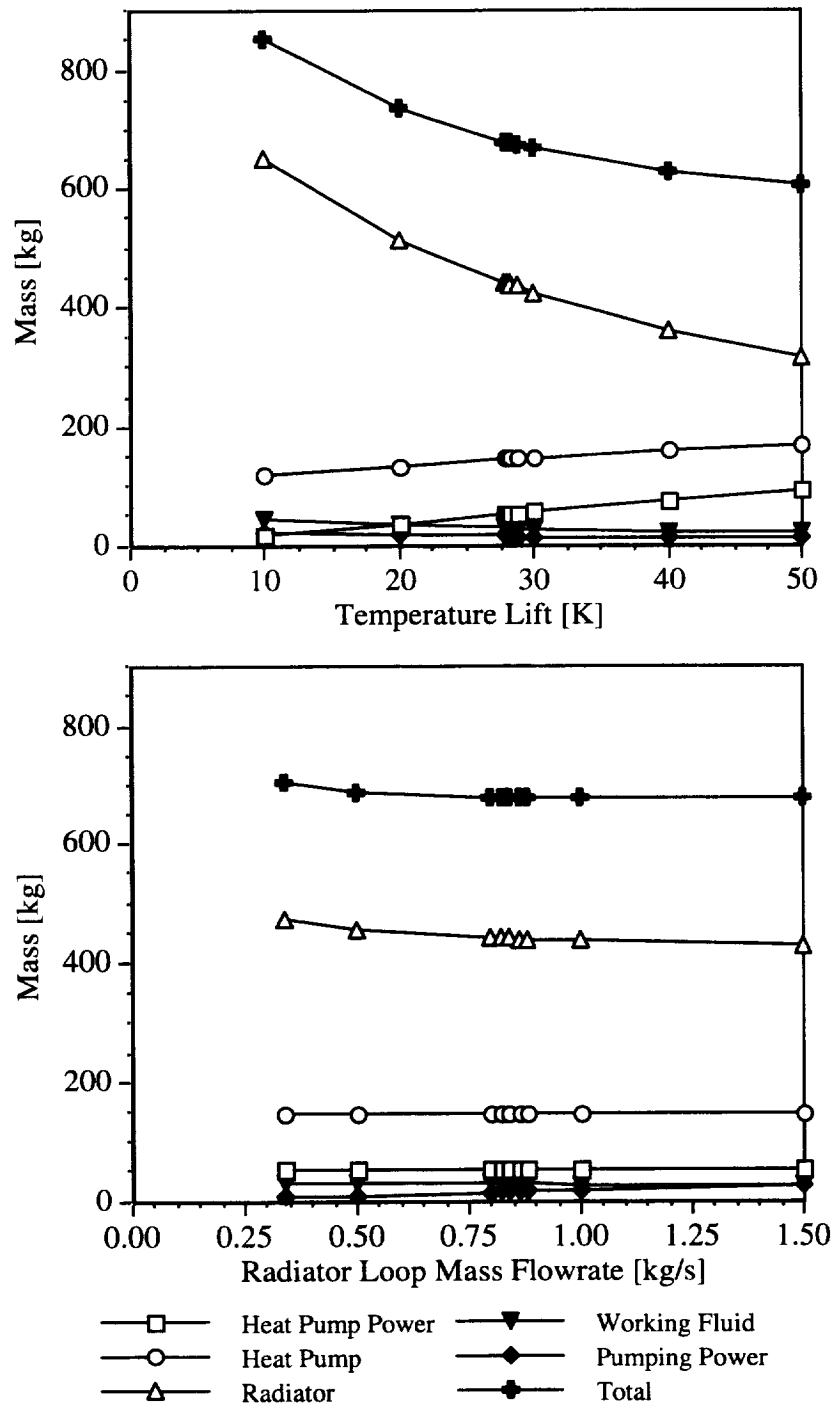 800
600
400
200
0
Mass [kg]
0 10 20 30 40 50
Temperature Lift [K]
800
600
400
200
0
Mass [kg]
0.00 0.25 0.50 0.75 1.00 1.25 1.50
Radiator Loop Mass Flowrate [kg/s]
Heat Pump Power Working Fluid
Heat Pump Pumping Power
Radiator Total